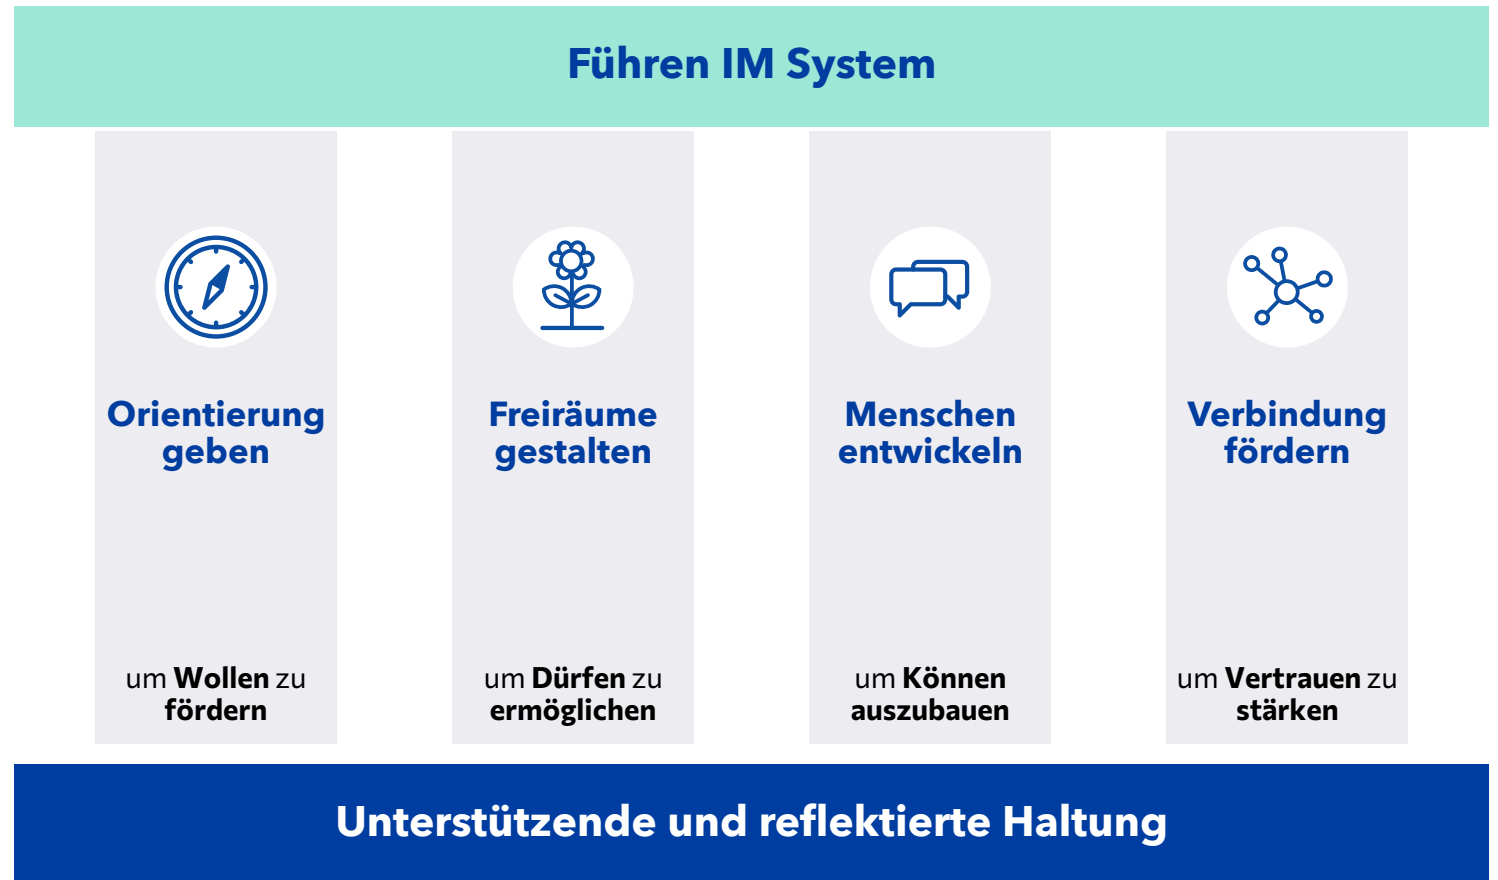 Führen IM System
Orientierung
geben
um Wollen zu
fördern
Freiräume
gestalten
um Dürfen zu
ermöglichen
Menschen
entwickeln
um Können
auszubauen
Verbindung
fördern
um Vertrauen zu
stärken
Unterstützende und reflektierte Haltung